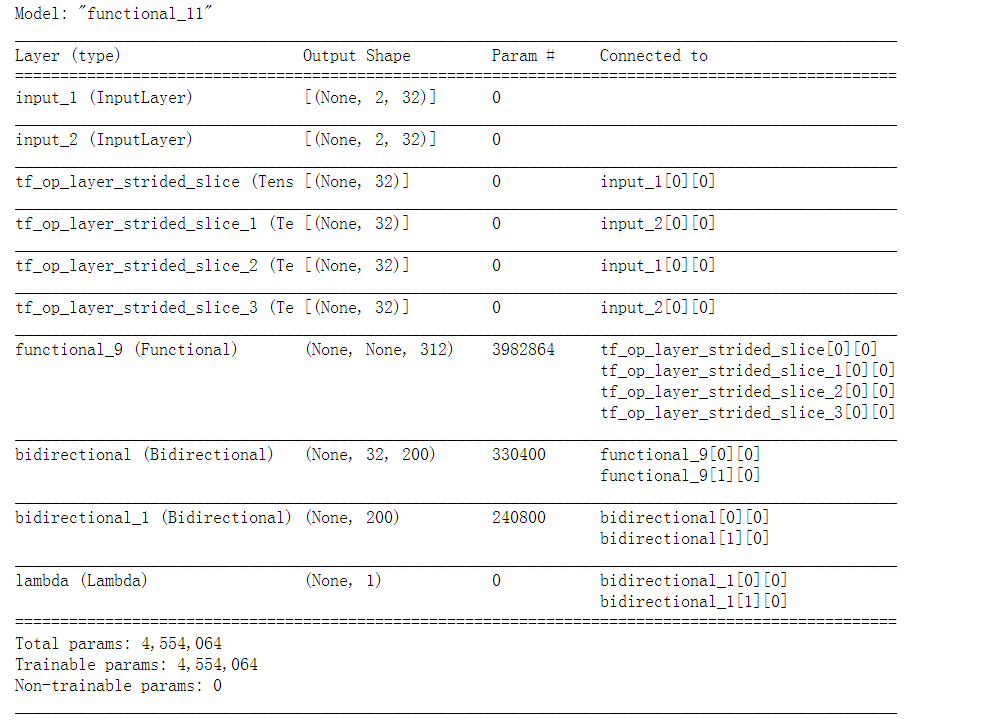 Model: "functional_11"
Layer (type) Output Shape Param # Connected to
input_1 (InputLayer) [(None, 2, 32)] 0
input_2 (InputLayer) [(None, 2, 32)] 0
tf_op_layer_strided_slice (Tens [(None, 32)] 0 input_1[0][0]
tf_op_layer_strided_slice_1 (Te [(None, 32)] 0 input_2[0][0]
tf_op_layer_strided_slice_2 (Te [(None, 32)] 0 input_1[0][0]
tf_op_layer_strided_slice_3 (Te [(None, 32)] 0 input_2[0][0]
functional_9 (Functional) (None, None, 312) 3982864 tf_op_layer_strided_slice[0][0]
tf_op_layer_strided_slice_1[0][0]
tf_op_layer_strided_slice_2[0][0]
tf_op_layer_strided_slice_3[0][0]
bidirectional (Bidirectional) (None, 32, 200) 330400 functional_9[0][0]
functional_9[1][0]
bidirectional_1 (Bidirectional) (None, 200) 240800 bidirectional[0][0]
bidirectional[1][0]
lambda (Lambda) (None, 1) 0 bidirectional_1[0][0]
bidirectional_1[1][0]
Total params: 4,554,064
Trainable params: 4,554,064
Non-trainable params: 0